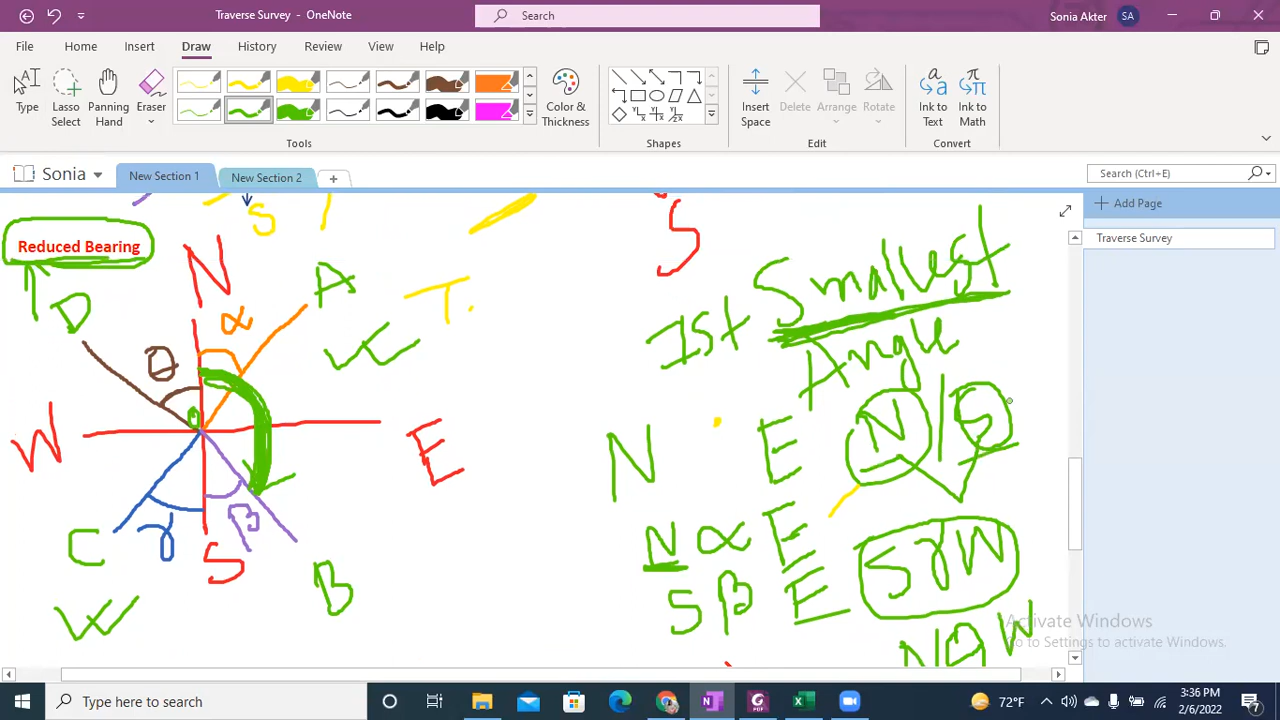 Traverse Survey - OneNote
Search
Sonia Akter
SA
File
Home
Insert
Draw
History
Review
View
Help
Type
Lasso
Select
Panning
Hand
Eraser
Color &
Thickness
Insert
Space
Delete
Arrange
Rotate
Ink to
Text
Ink to
Math
Tools
Shapes
Edit
Convert
Sonia
New Section 1
New Section 2
Search (Ctrl+E)
Add Page
Traverse Survey
S
S
Reduced Bearing
N
A
D
α
T.
θ
1st Smallest
Angle
W
E
N E N/S
C
γ
S
β
B
N α E
S β E
S γ W
N θ W
Activate Windows
Go to Settings to activate Windows.
Type here to search
72°F
3:36 PM
2/6/2022
7